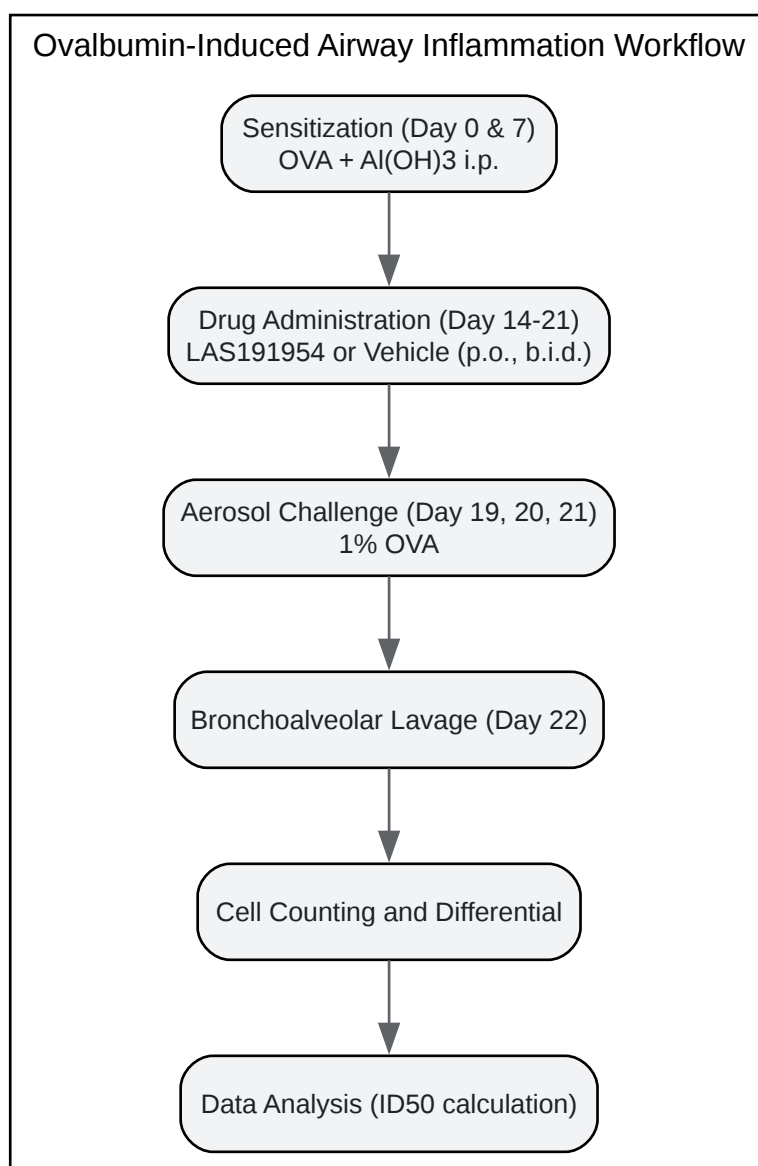 Ovalbumin-Induced Airway Inflammation Workflow
Sensitization (Day 0 & 7)
OVA + Al(OH)3 i.p.
Drug Administration (Day 14-21)
LAS191954 or Vehicle (p.o., b.i.d.)
Aerosol Challenge (Day 19, 20, 21)
1% OVA
Bronchoalveolar Lavage (Day 22)
Cell Counting and Differential
Data Analysis (ID50 calculation)